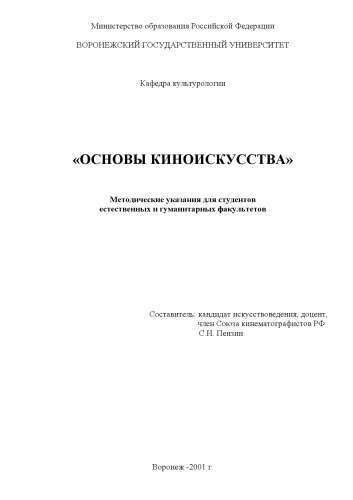 Министерство образования Российской Федерации
ВОРОНЕЖСКИЙ ГОСУДАРСТВЕННЫЙ УНИВЕРСИТЕТ
Кафедра культурологии
«ОСНОВЫ КИНОИСКУССТВА»
Методические указания для студентов
естественных и гуманитарных факультетов
Составитель: кандидат искусствоведения, доцент,
член Союза кинематографистов РФ
С.Н. Пензин
Воронеж -2001 г.